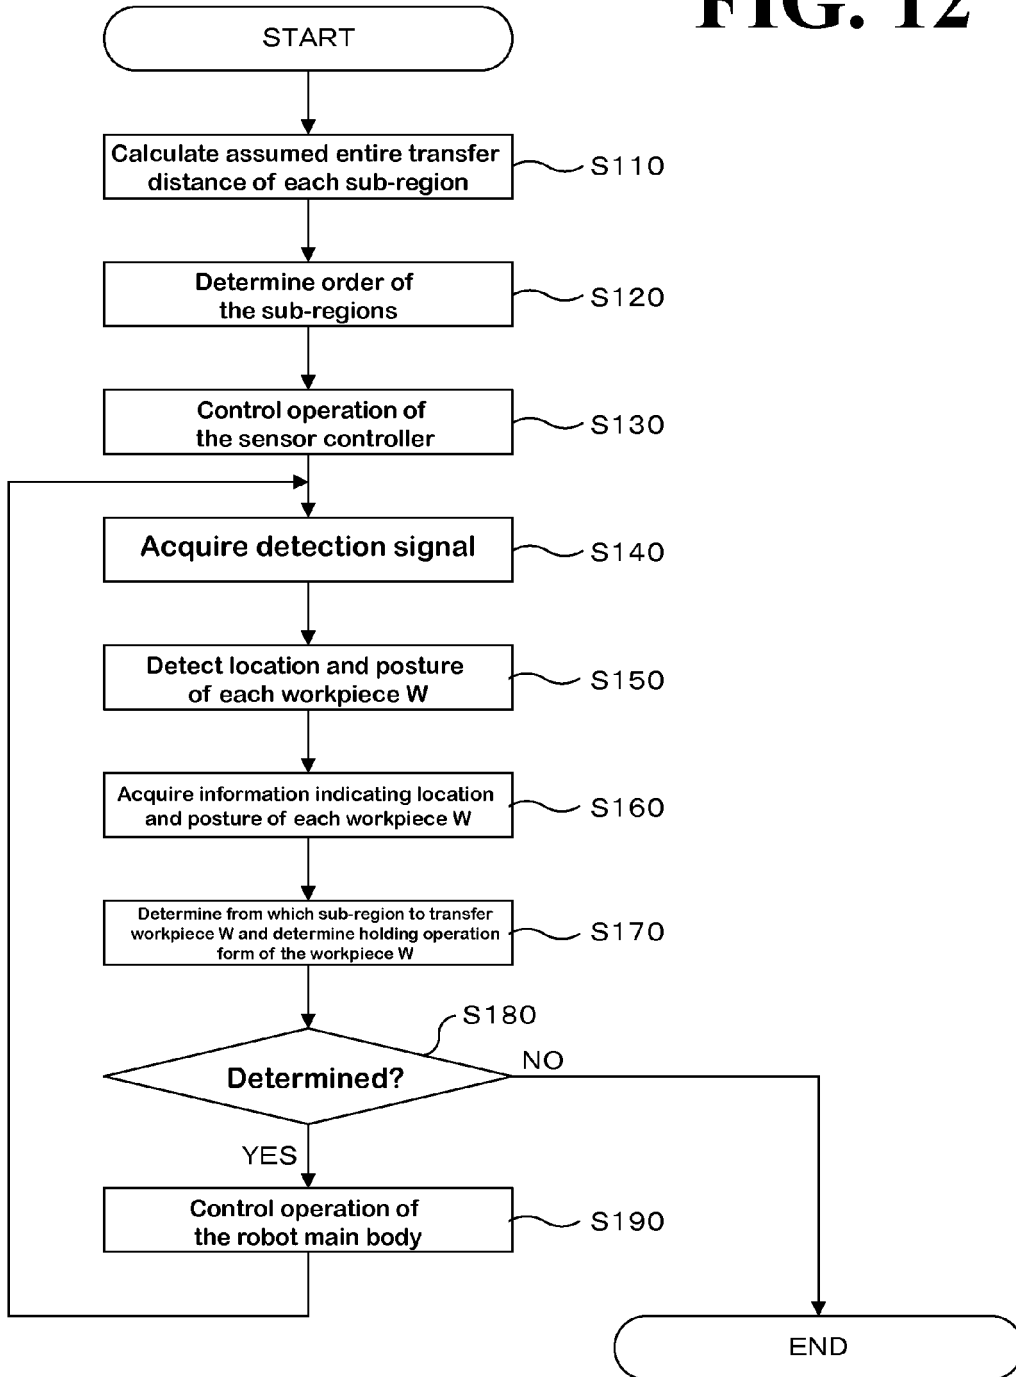 FIG. 12
START
Calculate assumed entire transfer
distance of each sub-region
S110
Determine order of
the sub-regions
S120
Control operation of
the sensor controller
S130
Acquire detection signal
S140
Detect location and posture
of each workpiece W
S150
Acquire information indicating location
and posture of each workpiece W
S160
Determine from which sub-region to transfer
workpiece W and determine holding operation
form of the workpiece W
S170
S180
Determined?
NO
YES
Control operation of
the robot main body
S190
END